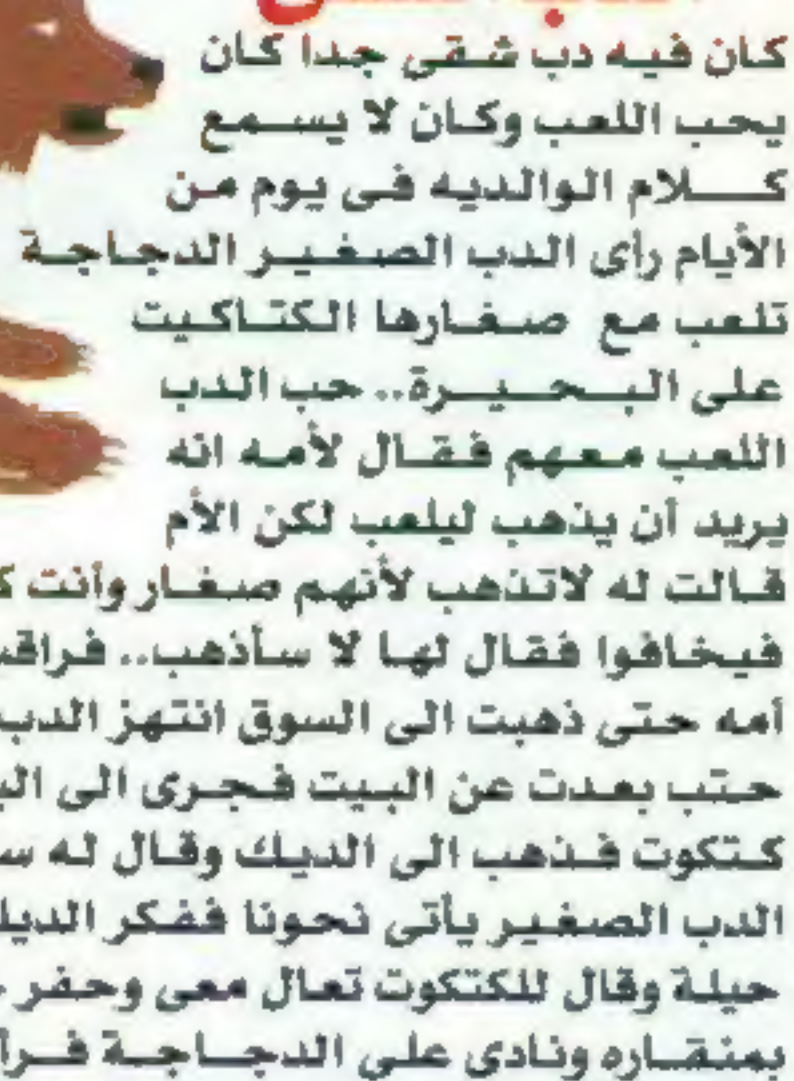 كان فيه دب شقى جدا كان
يحب اللعب وكان لا يسمع
كلام الوالديه فى يوم من
الأيام رأى الدب الصغير الدجاجة
تلعب مع صغارها الكتاكيت
على البحيرة.. حب الدب
اللعب معهم فقال لأمه انه
يريد أن يذهب ليلعب لكن الأم
قالت له لاتذهب لأنهم صغار وأنت
فيخافوا فقال لها لا سأذهب..
أمه حتى ذهبت الى السوق انتهز الدب
حتب بعدت عن البيت فجرى الى
كتكوت فذهب الى الديك وقال له
الدب الصغير يأتى نحونا ففكر
حيلة وقال للكتكوت تعال معى وحفر
بمنقاره ونادى على الدجاجة